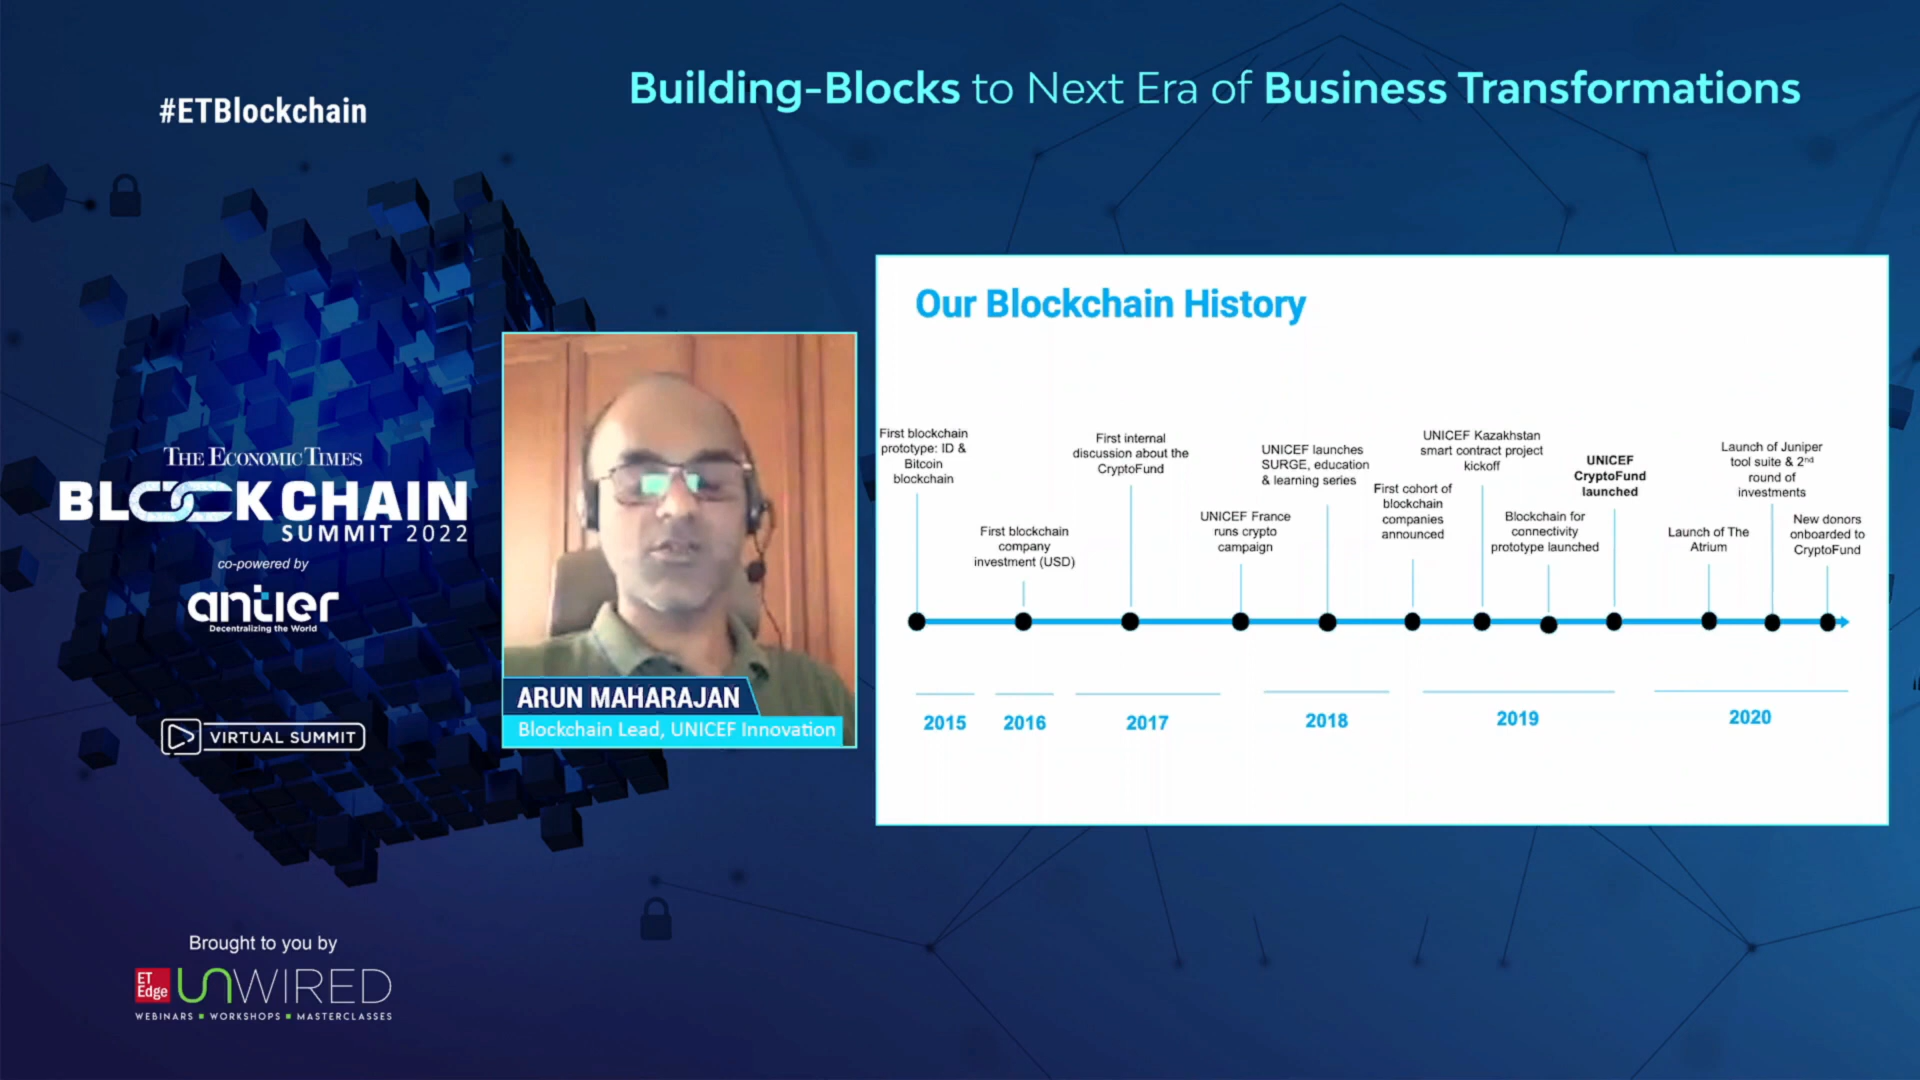 #ETBlockchain
Building-Blocks to Next Era of Business Transformations
THE ECONOMIC TIMES
BLOCKCHAIN
SUMMIT 2022
co-powered by
antier
Decentralizing the World
VIRTUAL SUMMIT
Brought to you by
ET
Edge
UNWIRED
WEBINARS ▪ WORKSHOPS ▪ MASTERCLASSES
ARUN MAHARAJAN
Blockchain Lead, UNICEF Innovation
Our Blockchain History
First blockchain
prototype: ID &
Bitcoin
blockchain
First blockchain
company
investment (USD)
First internal
discussion about the
CryptoFund
UNICEF France
runs crypto
campaign
UNICEF launches
SURGE, education
& learning series
First cohort of
blockchain
companies
announced
UNICEF Kazakhstan
smart contract project
kickoff
Blockchain for
connectivity
prototype launched
UNICEF
CryptoFund
launched
Launch of The
Atrium
Launch of Juniper
tool suite & 2nd
round of
investments
New donors
onboarded to
CryptoFund
2015
2016
2017
2018
2019
2020